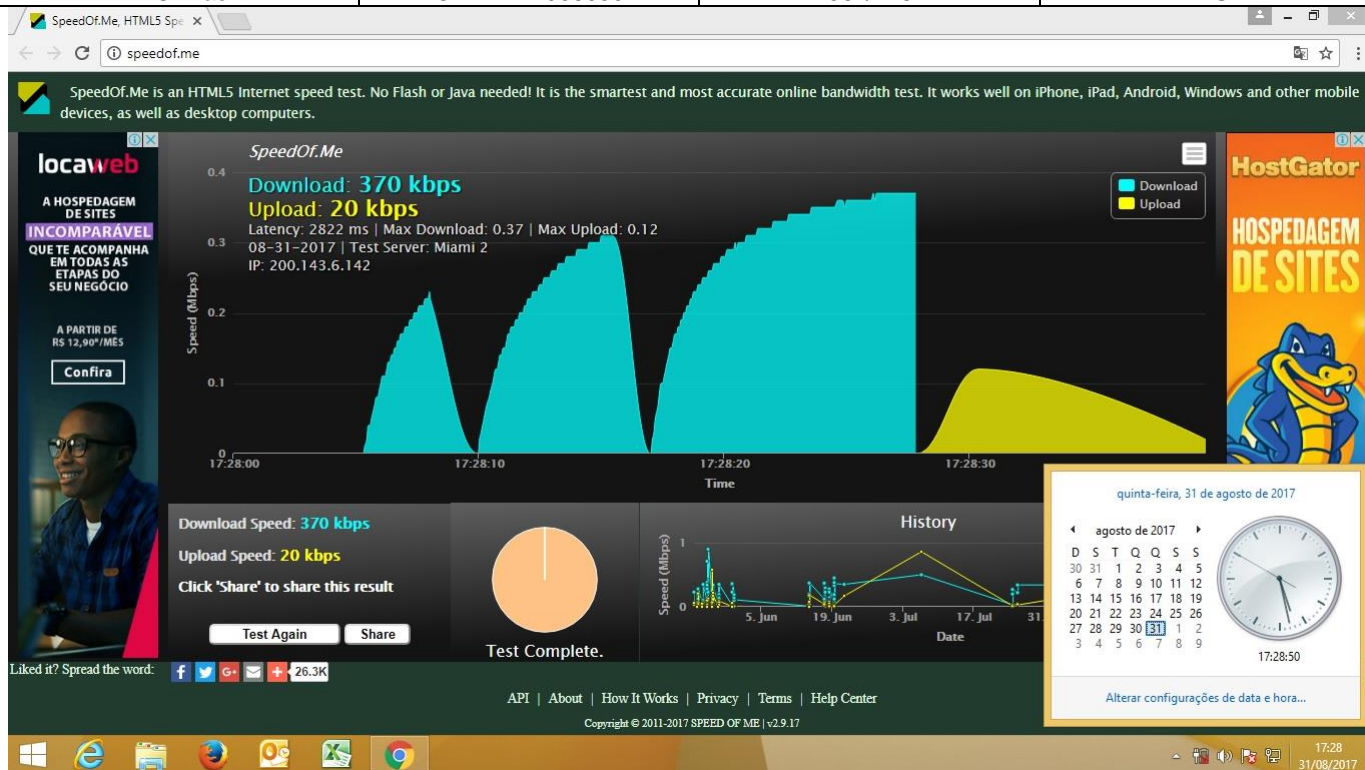 SpeedOf.Me, HTML5 Spe
speedof.me
SpeedOf.Me is an HTML5 Internet speed test. No Flash or Java needed! It is the smartest and most accurate online bandwidth test. It works well on iPhone, iPad, Android, Windows and other mobile
devices, as well as desktop computers.
locaweb
A HOSPEDAGEM
DE SITES
INCOMPARÁVEL
QUE TE ACOMPANHA
EM TODAS AS
ETAPAS DO
SEU NEGÓCIO
A PARTIR DE
R$ 12,90*/MÊS
Confira
SpeedOf.Me
Download: 370 kbps
Upload: 20 kbps
Latency: 2822 ms | Max Download: 0.37 | Max Upload: 0.12
08-31-2017 | Test Server: Miami 2
IP: 200.143.6.142
Download
Upload
Speed (Mbps)
0.4
0.3
0.2
0.1
0
17:28:00
17:28:10
17:28:20
17:28:30
Time
HostGator
HOSPEDAGEM
DE SITES
Download Speed: 370 kbps
Upload Speed: 20 kbps
Click 'Share' to share this result
Test Again
Share
Test Complete.
History
Speed (Mbps)
1
0
5. Jun
19. Jun
3. Jul
17. Jul
31
Date
quinta-feira, 31 de agosto de 2017
agosto de 2017
D S T Q Q S S
30 31 1 2 3 4 5
6 7 8 9 10 11 12
13 14 15 16 17 18 19
20 21 22 23 24 25 26
27 28 29 30 31 1 2
3 4 5 6 7 8 9
17:28:50
Alterar configurações de data e hora...
Liked it? Spread the word:
26.3K
API | About | How It Works | Privacy | Terms | Help Center
Copyright © 2011-2017 SPEED OF ME | v2.9.17
17:28
31/08/2017